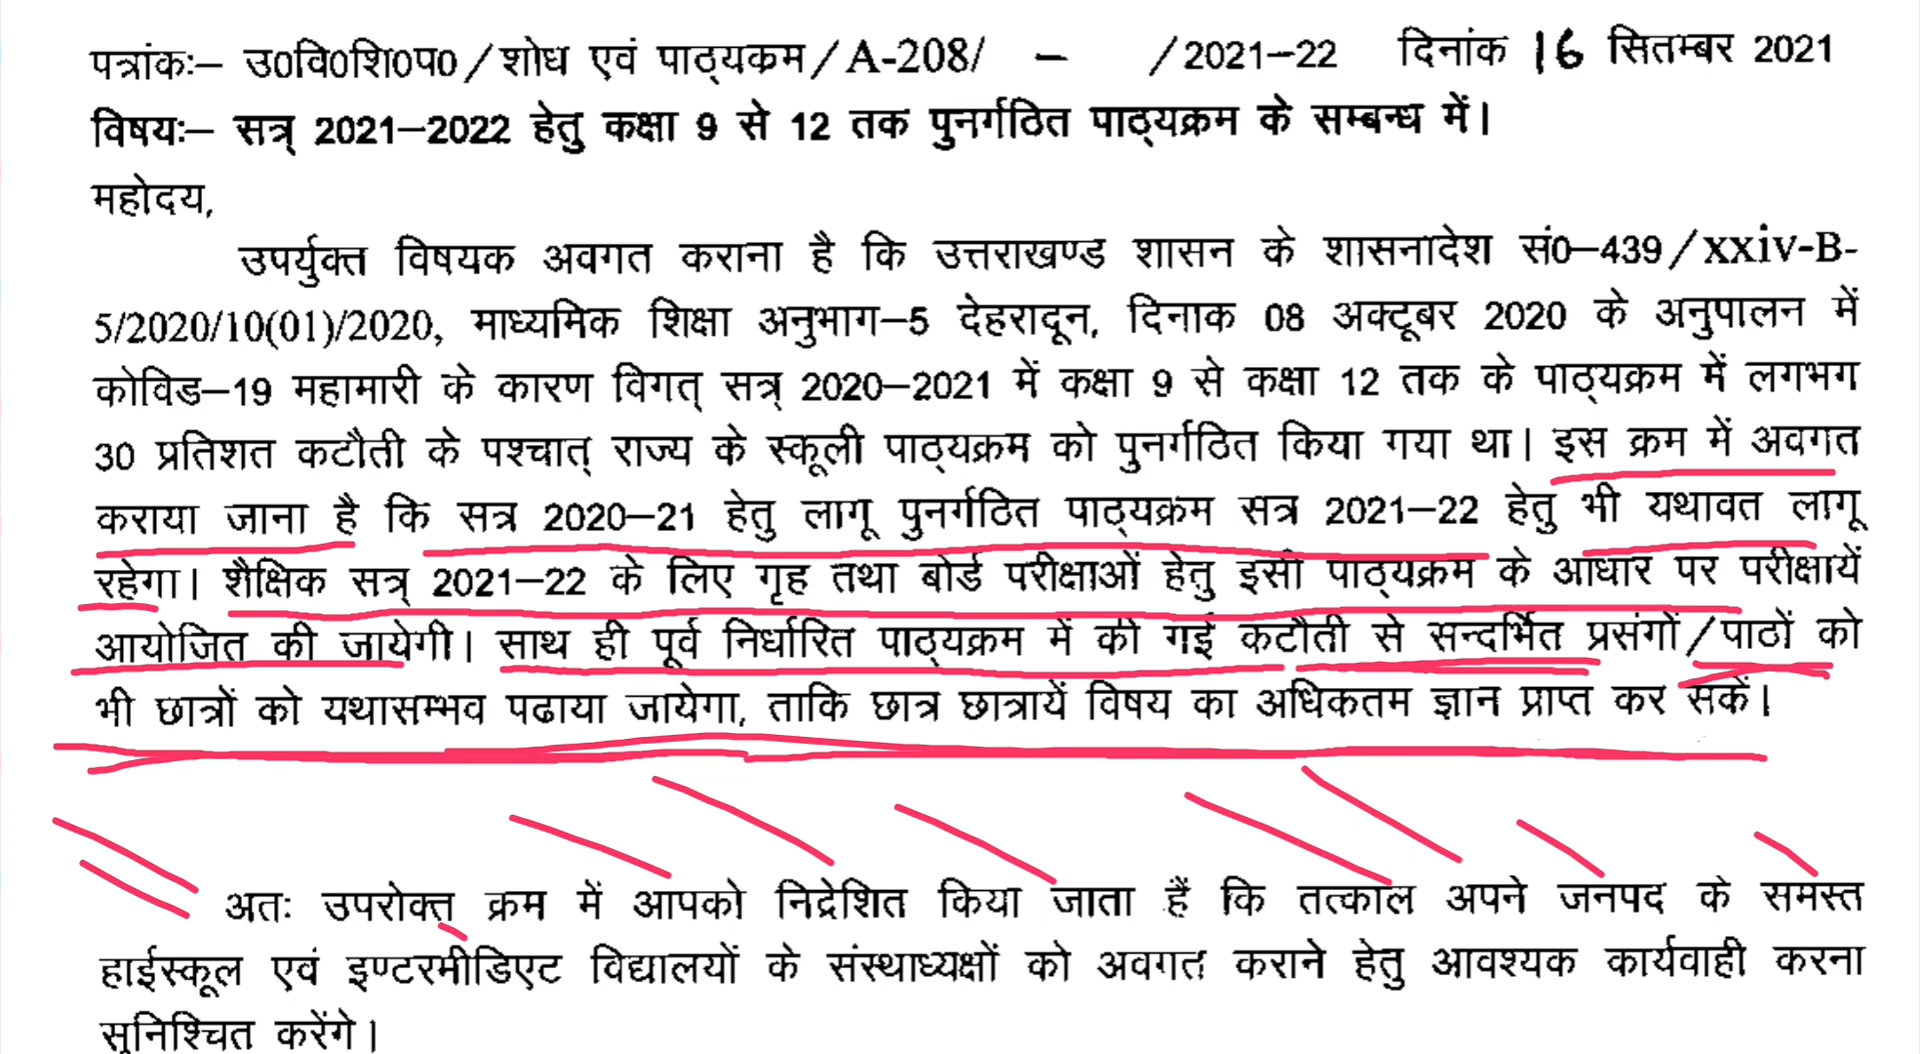 पत्रांकः– उ0वि0शि0प0/शोध एवं पाठ्यक्रम/A-208/ – /2021–22 दिनांक 16 सितम्बर 2021
विषयः– सत्र् 2021–2022 हेतु कक्षा 9 से 12 तक पुनर्गठित पाठ्यक्रम के सम्बन्ध में।
महोदय,
उपर्युक्त विषयक अवगत कराना है कि उत्तराखण्ड शासन के शासनादेश सं0–439/xxiv-B-
5/2020/10(01)/2020, माध्यमिक शिक्षा अनुभाग–5 देहरादून, दिनाक 08 अक्टूबर 2020 के अनुपालन में
कोविड–19 महामारी के कारण विगत् सत्र् 2020–2021 में कक्षा 9 से कक्षा 12 तक के पाठ्यक्रम में लगभग
30 प्रतिशत कटौती के पश्चात् राज्य के स्कूली पाठ्यक्रम को पुनर्गठित किया गया था। इस क्रम में अवगत
कराया जाना है कि सत्र 2020–21 हेतु लागू पुनर्गठित पाठ्यक्रम सत्र 2021–22 हेतु भी यथावत लागू
रहेगा। शैक्षिक सत्र् 2021–22 के लिए गृह तथा बोर्ड परीक्षाओं हेतु इसी पाठ्यक्रम के आधार पर परीक्षायें
आयोजित की जायेगी। साथ ही पूर्व निर्धारित पाठ्यक्रम में की गई कटौती से सन्दर्भित प्रसंगों/पाठों को
भी छात्रों को यथासम्भव पढाया जायेगा, ताकि छात्र छात्रायें विषय का अधिकतम ज्ञान प्राप्त कर सकें।
अतः उपरोक्त क्रम में आपको निद्रेशित किया जाता हैं कि तत्काल अपने जनपद के समस्त
हाईस्कूल एवं इण्टरमीडिएट विद्यालयों के संस्थाध्यक्षों को अवगत कराने हेतु आवश्यक कार्यवाही करना
सुनिश्चित करेंगे।